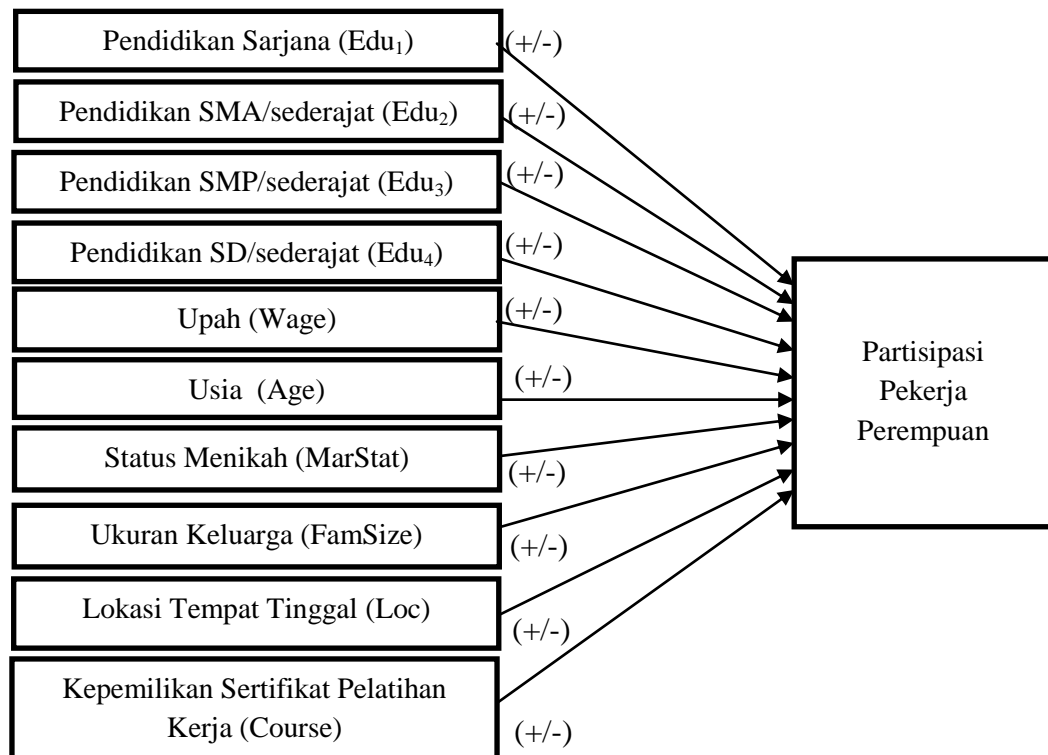 Pendidikan Sarjana (Edu₁)
(+/-)
Pendidikan SMA/sederajat (Edu₂)
(+/-)
Pendidikan SMP/sederajat (Edu₃)
(+/-)
Pendidikan SD/sederajat (Edu₄)
(+/-)
Upah (Wage)
(+/-)
Usia (Age)
(+/-)
Status Menikah (MarStat)
(+/-)
Ukuran Keluarga (FamSize)
(+/-)
Lokasi Tempat Tinggal (Loc)
(+/-)
Kepemilikan Sertifikat Pelatihan
Kerja (Course)
(+/-)
Partisipasi
Pekerja
Perempuan